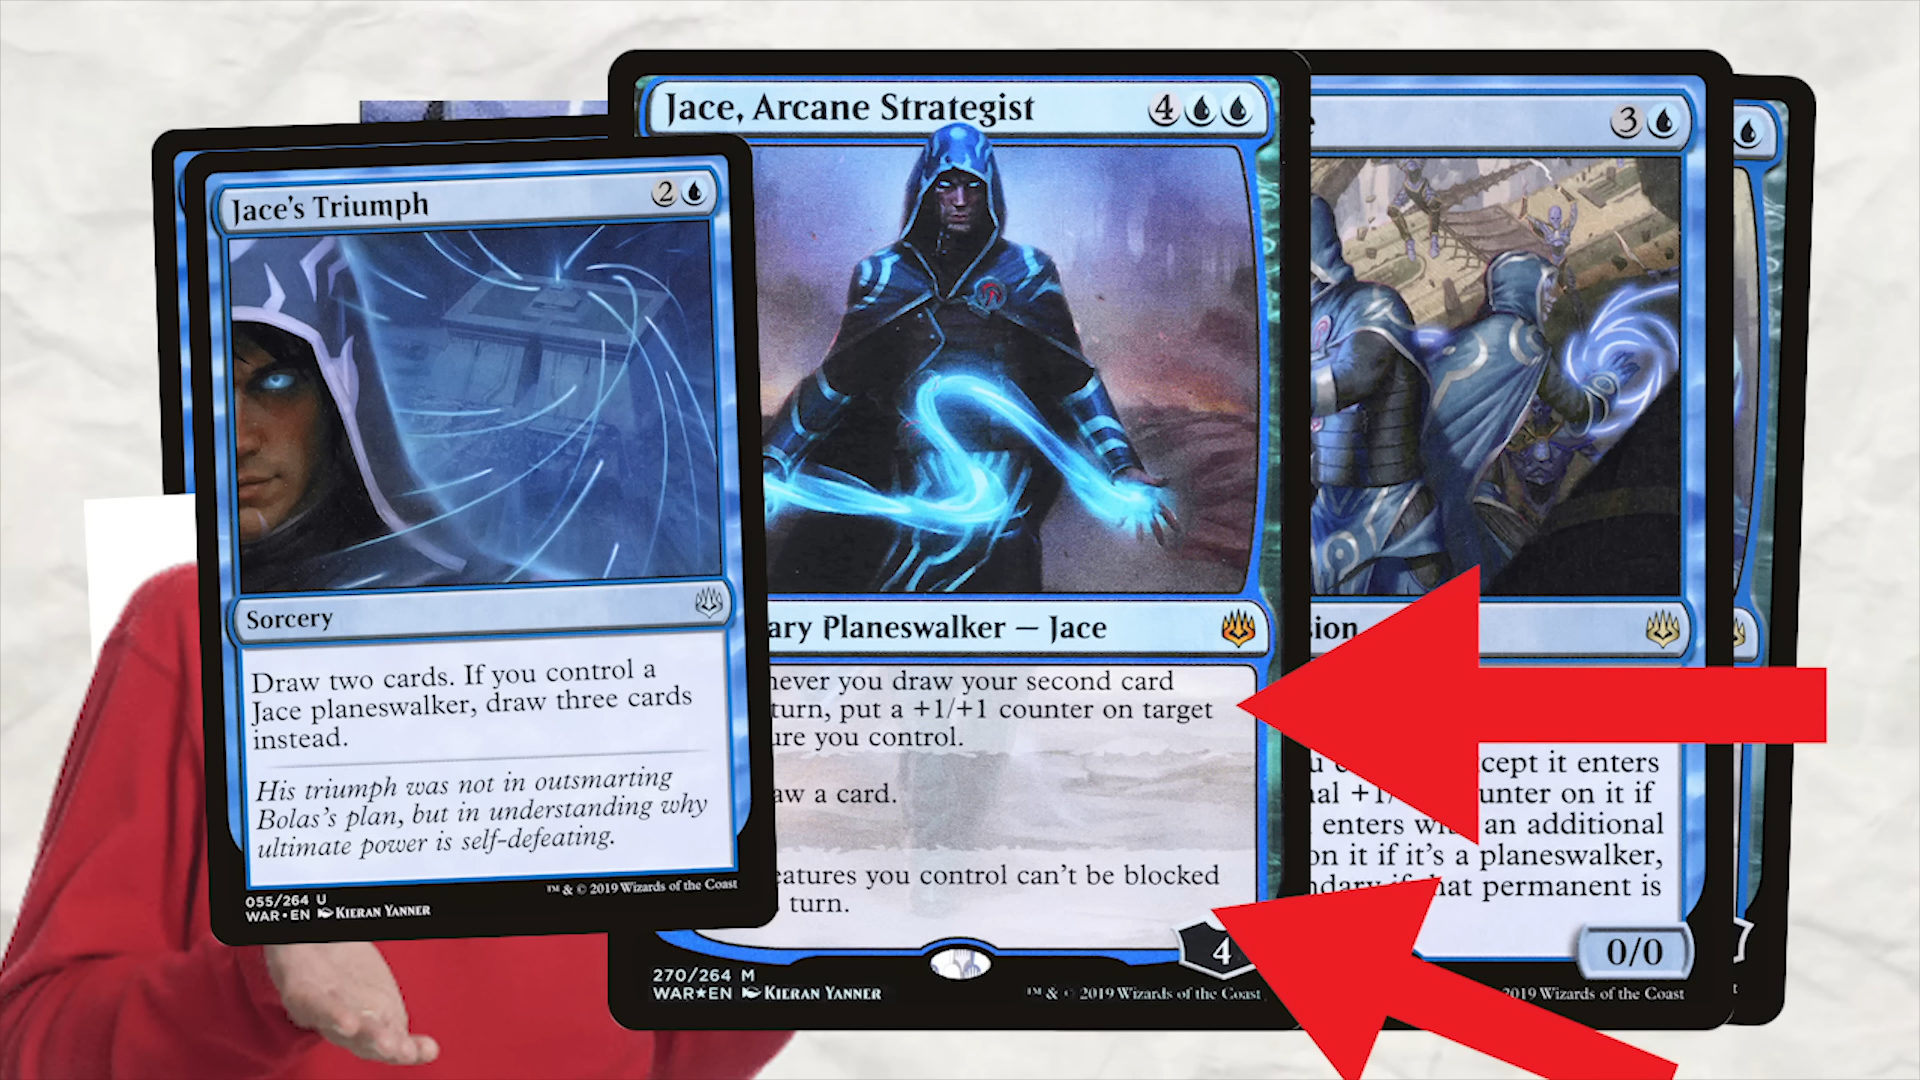 Jace's Triumph 2
Sorcery
Draw two cards. If you control a
Jace planeswalker, draw three cards
instead.
His triumph was not in outsmarting
Bolas's plan, but in understanding why
ultimate power is self-defeating.
055/264 U
WAR • EN KIERAN YANNER
™ & © 2019 Wizards of the Coast
Jace, Arcane Strategist 4
ary Planeswalker — Jace
never you draw your second card
turn, put a +1/+1 counter on target
ure you control.
aw a card.
eatures you control can't be blocked
turn.
4
270/264 M
WAR★EN KIERAN YANNER
™ & © 2019 Wizards of the Coast
e 3
sion
cept it enters
nal +1/ unter on it if
enters with an additional
on it if it's a planeswalker,
ndary if that permanent is
0/0
2019 Wizards of the Coast